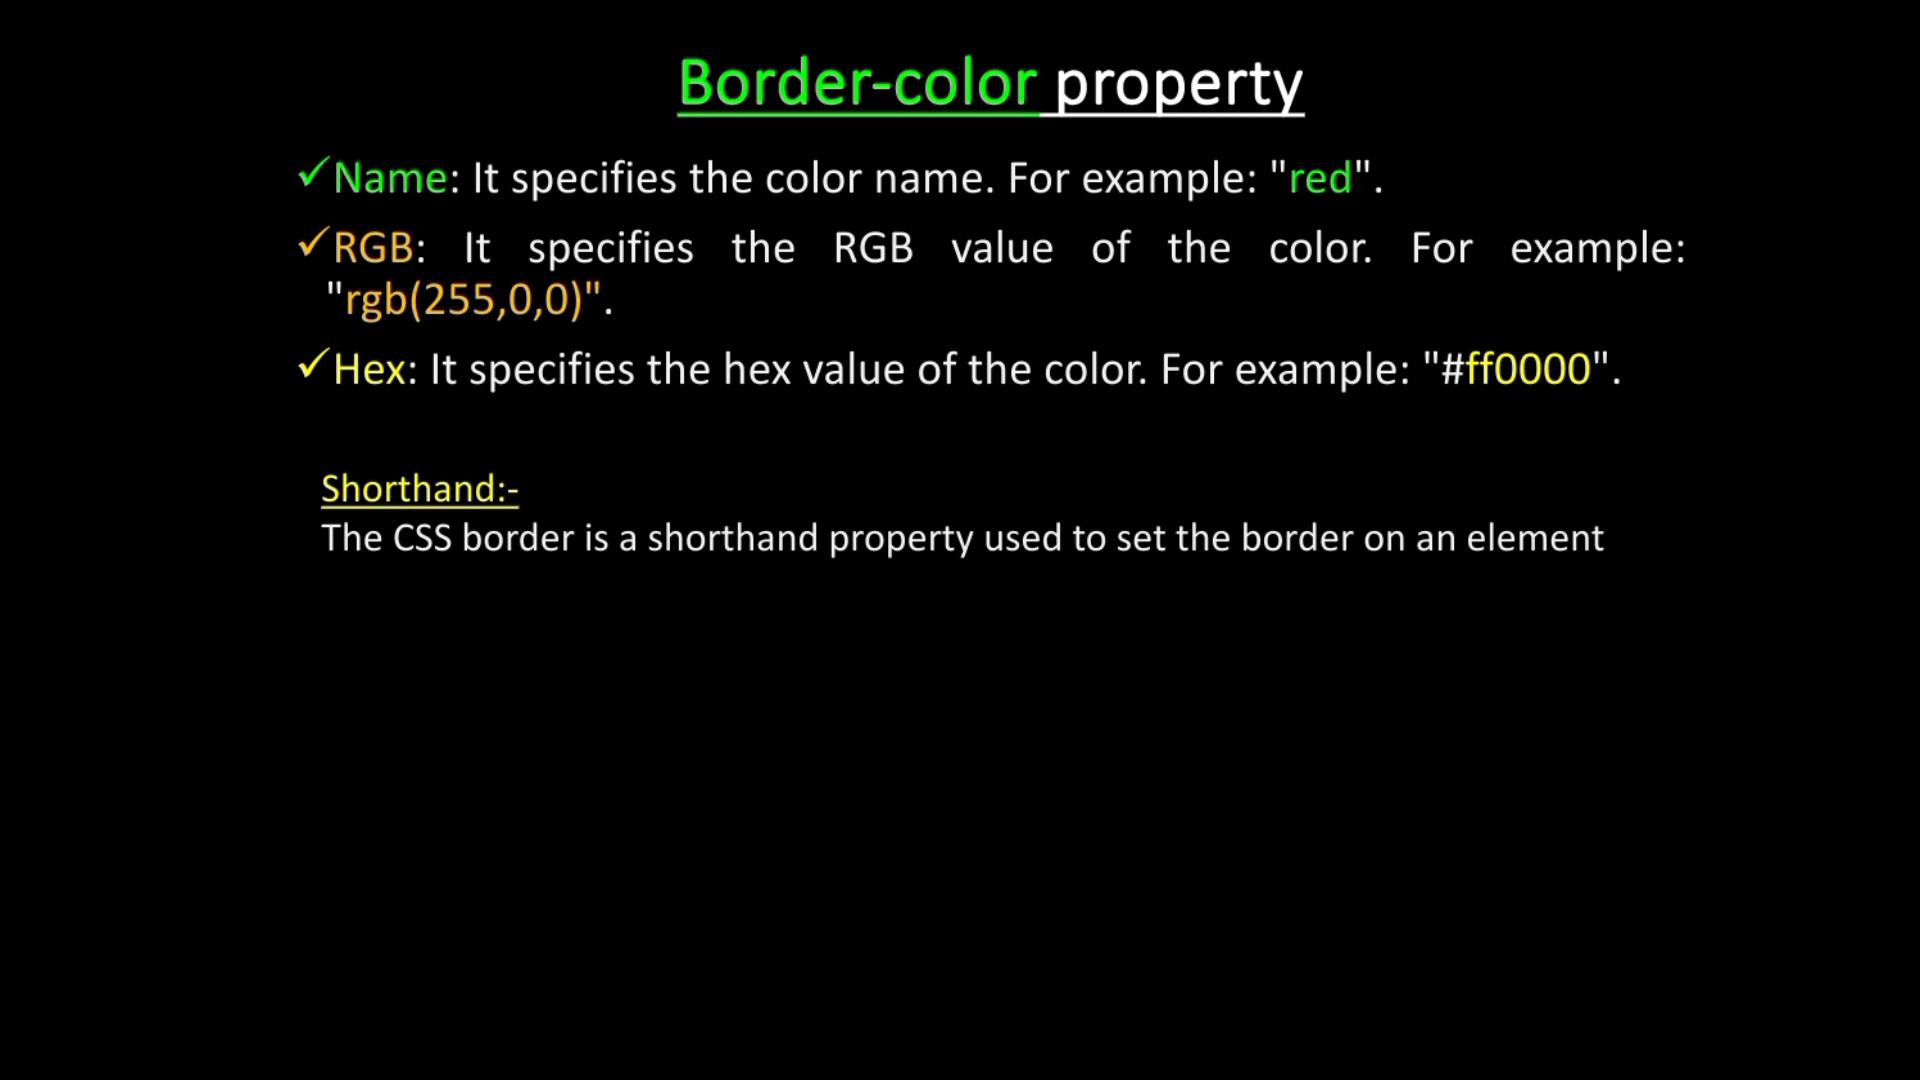 Border-color property
✓Name: It specifies the color name. For example: "red".
✓RGB: It specifies the RGB value of the color. For example:
"rgb(255,0,0)".
✓Hex: It specifies the hex value of the color. For example: "#ff0000".
Shorthand:-
The CSS border is a shorthand property used to set the border on an element